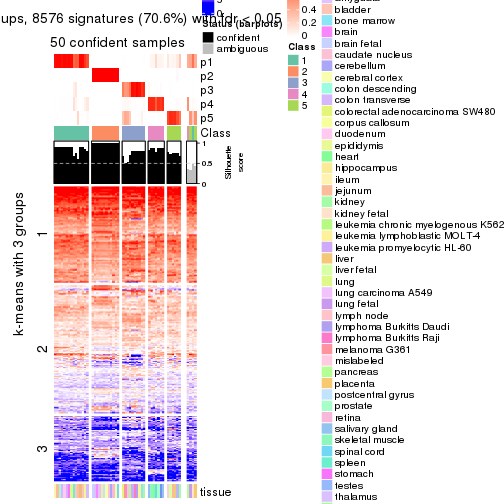 ups, 8576 signatures (70.6%) with fdr < 0.05
50 confident samples
p1
p2
p3
p4
p5
Class
1
0.5
0
Silhouette
score
k-means with 3 groups
1
2
3
tissue
0
Status (barplots)
confident
ambiguous
0.4
0.2
0
Class
1
2
3
4
5
bladder
bone marrow
brain
brain fetal
caudate nucleus
cerebellum
cerebral cortex
colon descending
colon transverse
colorectal adenocarcinoma SW480
corpus callosum
duodenum
epididymis
heart
hippocampus
ileum
jejunum
kidney
kidney fetal
leukemia chronic myelogenous K562
leukemia lymphoblastic MOLT-4
leukemia promyelocytic HL-60
liver
liver fetal
lung
lung carcinoma A549
lung fetal
lymph node
lymphoma Burkitts Daudi
lymphoma Burkitts Raji
melanoma G361
mislabeled
pancreas
placenta
postcentral gyrus
prostate
retina
salivary gland
skeletal muscle
spinal cord
spleen
stomach
testes
thalamus